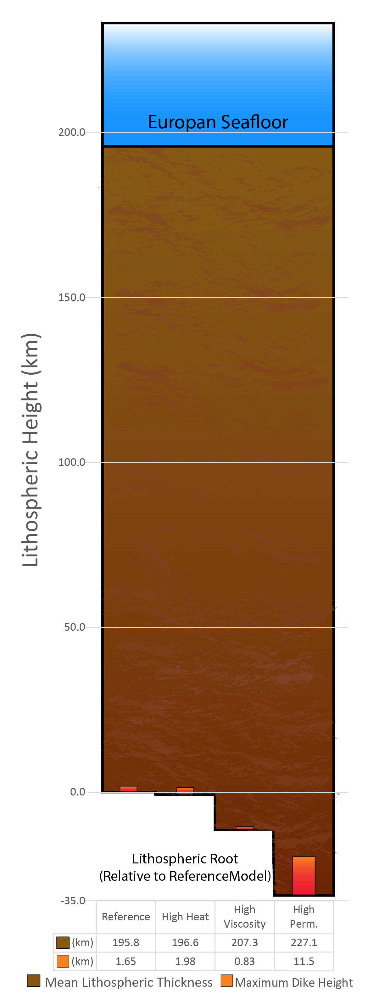 Europan Seafloor
200.0
150.0
Lithospheric Height (km)
100.0
50.0
0.0
Lithospheric Root
(Relative to ReferenceModel)
-35.0
Reference High Heat High Viscosity High Perm.
(km) 195.8 196.6 207.3 227.1
(km) 1.65 1.98 0.83 11.5
Mean Lithospheric Thickness Maximum Dike Height